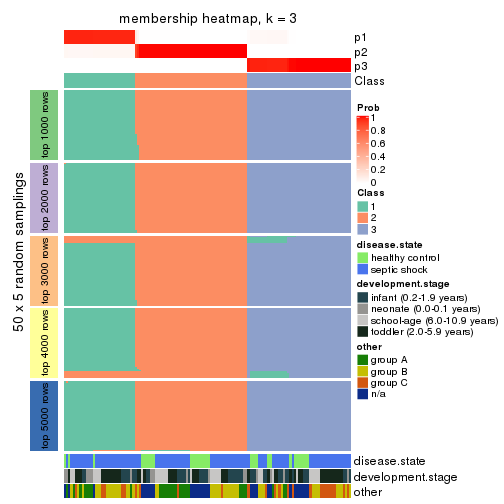 membership heatmap, k = 3
p1
p2
p3
Class
50 x 5 random samplings
top 1000 rows
top 2000 rows
top 3000 rows
top 4000 rows
top 5000 rows
Prob
1
0.8
0.6
0.4
0.2
0
Class
1
2
3
disease.state
healthy control
septic shock
development.stage
infant (0.2-1.9 years)
neonate (0.0-0.1 years)
school-age (6.0-10.9 years)
toddler (2.0-5.9 years)
other
group A
group B
group C
n/a
disease.state
development.stage
other